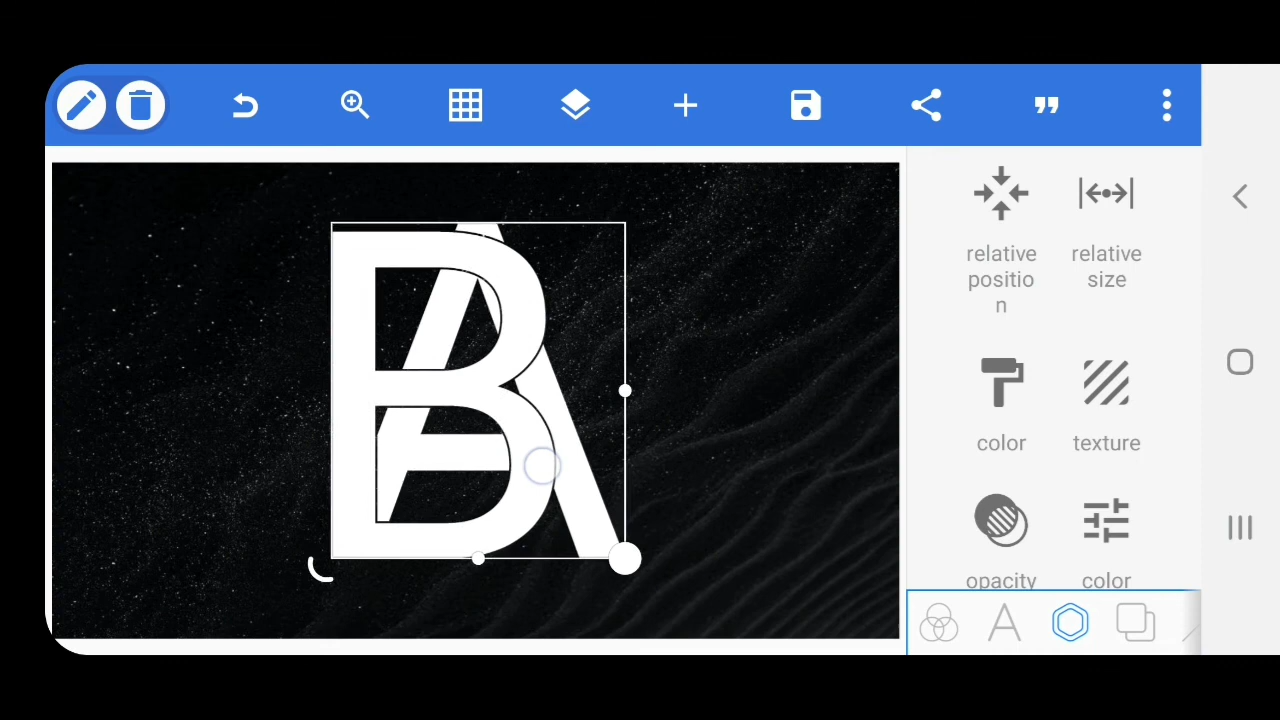 BA
relative
positio
n
relative
size
color
texture
opacity
color